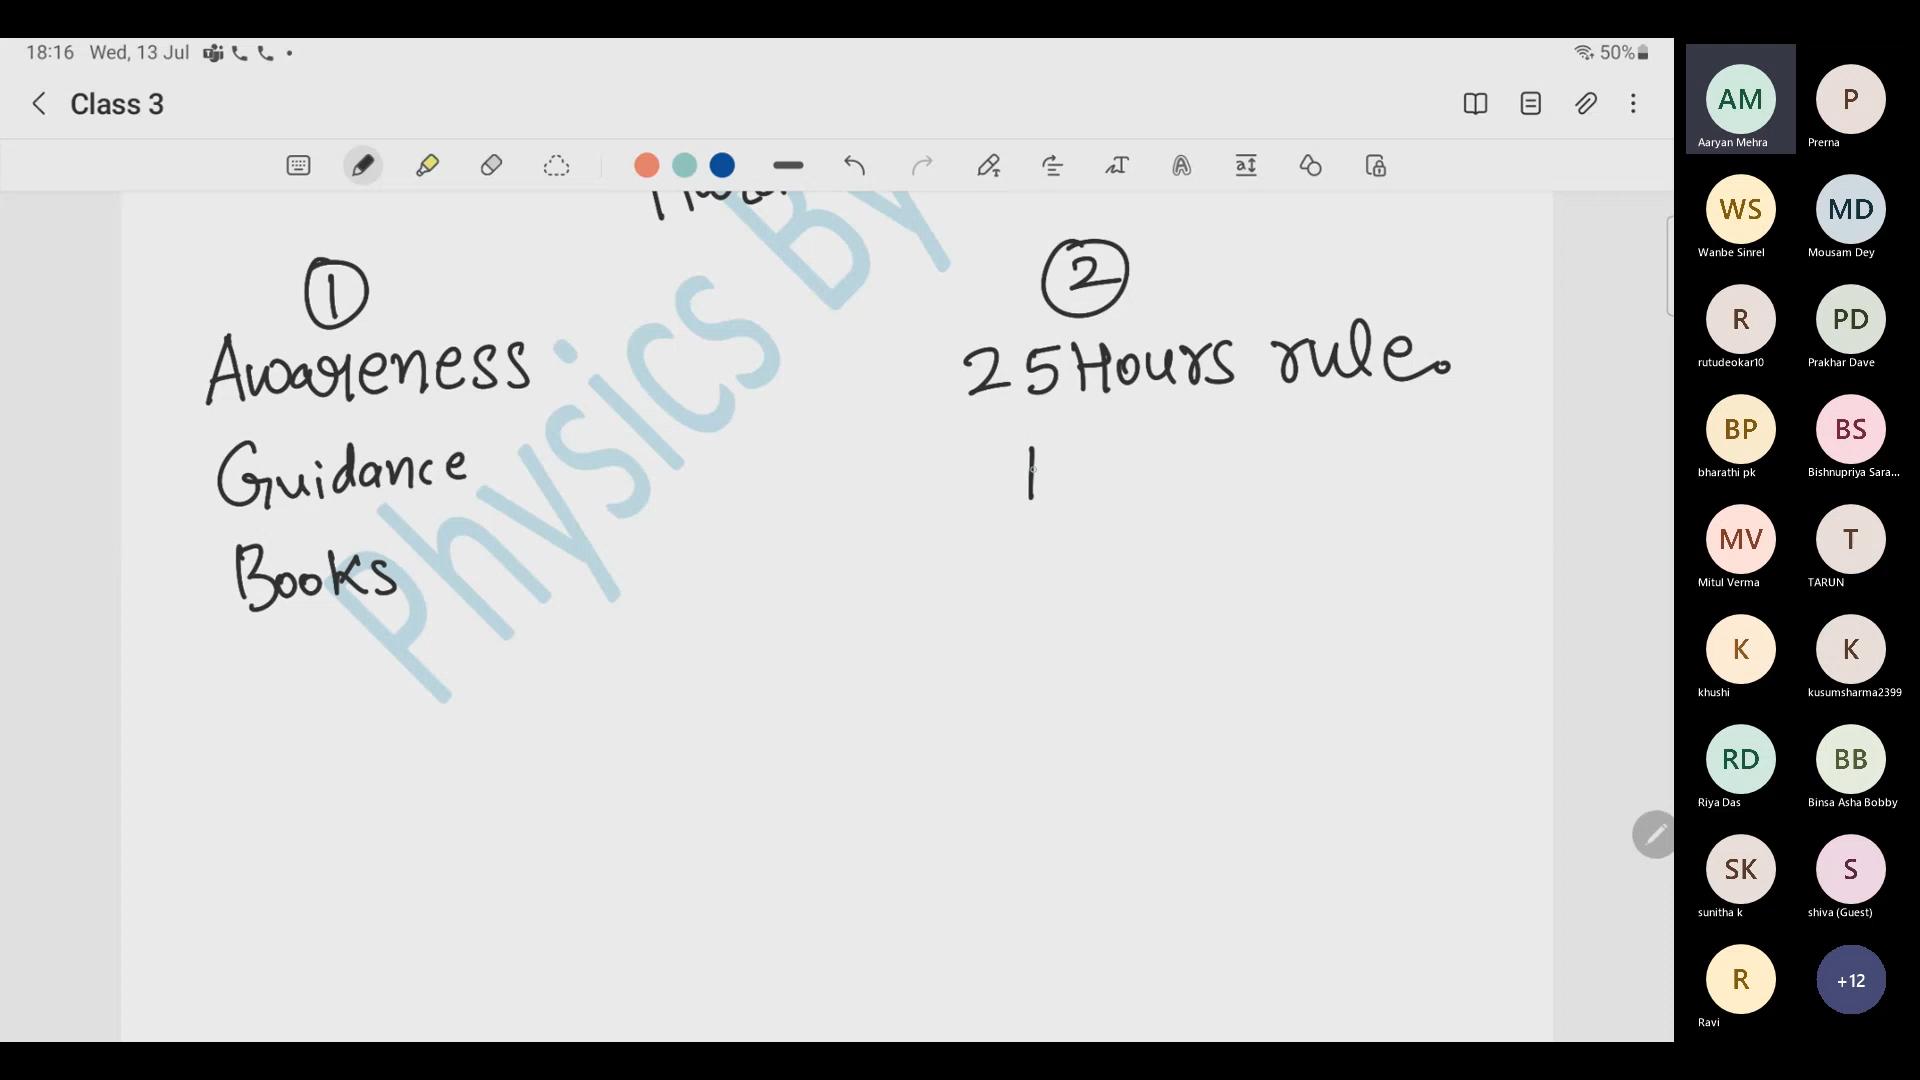 18:16 Wed, 13 Jul
50%
Class 3
1
Awareness
Guidance
Books
2
25 Hours rule.
Physics By
AM
Aaryan Mehra
P
Prerna
WS
Wanbe Sinrel
MD
Mousam Dey
R
rutudeokar10
PD
Prakhar Dave
BP
bharathi pk
BS
Bishnupriya Sara...
MV
Mitul Verma
T
TARUN
K
khushi
K
kusumsharma2399
RD
Riya Das
BB
Binsa Asha Bobby
SK
sunitha k
S
shiva (Guest)
R
Ravi
+12